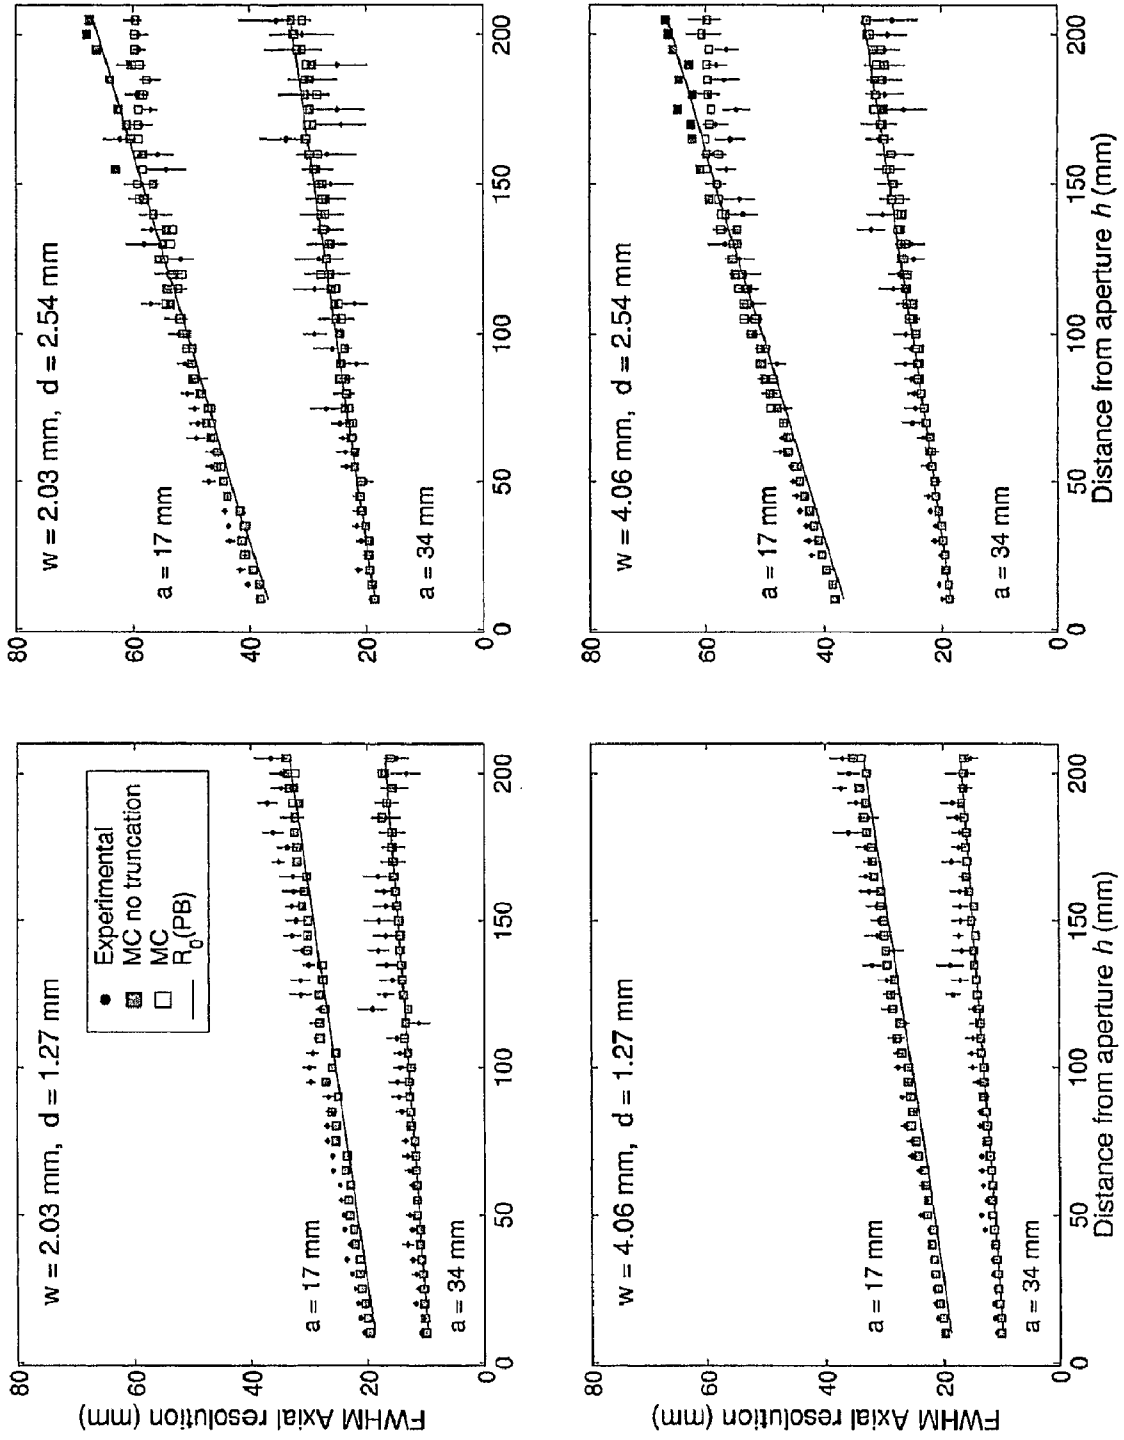 w = 2.03 mm, d = 1.27 mm
Experimental
MC no truncation
MC
R₀(PB)
a = 17 mm
a = 34 mm
FWHM Axial resolution (mm)
80
60
40
20
0
0
50
100
150
200
w = 2.03 mm, d = 2.54 mm
a = 17 mm
a = 34 mm
80
60
40
20
0
0
50
100
150
200
w = 4.06 mm, d = 1.27 mm
a = 17 mm
a = 34 mm
FWHM Axial resolution (mm)
80
60
40
20
0
0
50
100
150
200
Distance from aperture h (mm)
w = 4.06 mm, d = 2.54 mm
a = 17 mm
a = 34 mm
80
60
40
20
0
0
50
100
150
200
Distance from aperture h (mm)